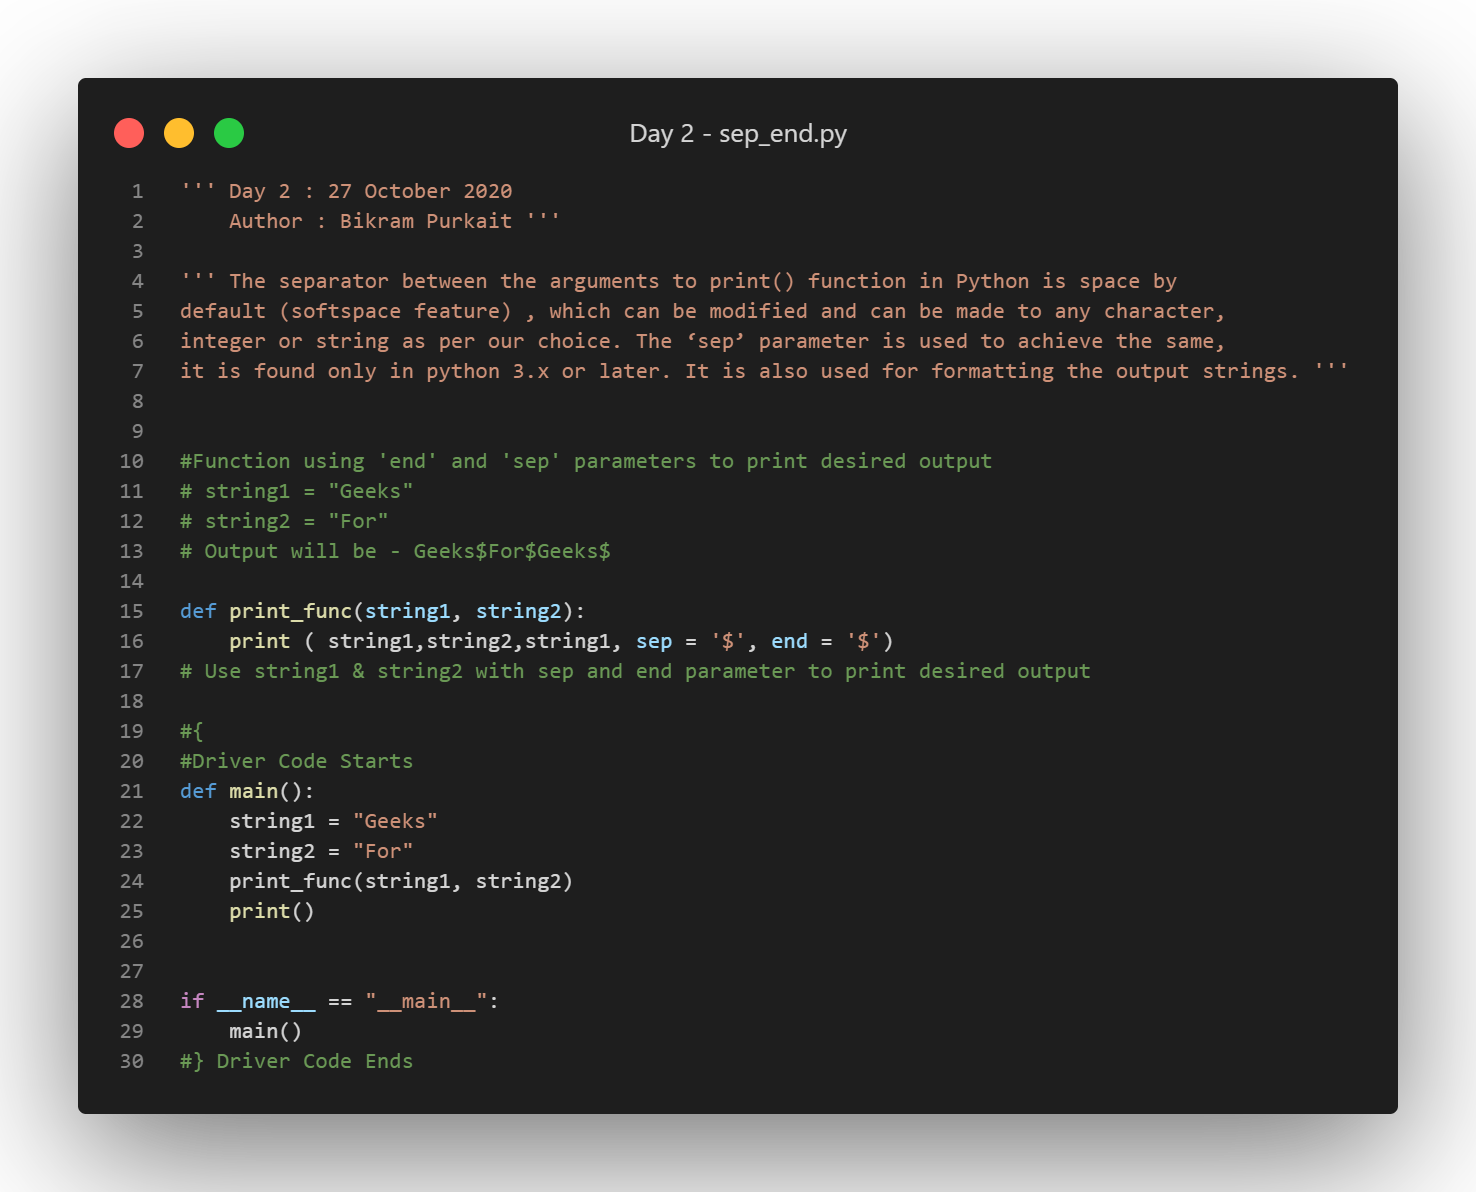 Day 2 - sep_end.py
1 ''' Day 2 : 27 October 2020
2     Author : Bikram Purkait '''
3
4 ''' The separator between the arguments to print() function in Python is space by
5 default (softspace feature) , which can be modified and can be made to any character,
6 integer or string as per our choice. The ‘sep’ parameter is used to achieve the same,
7 it is found only in python 3.x or later. It is also used for formatting the output strings. '''
8
9
10 #Function using 'end' and 'sep' parameters to print desired output
11 # string1 = "Geeks"
12 # string2 = "For"
13 # Output will be - Geeks$For$Geeks$
14
15 def print_func(string1, string2):
16     print ( string1,string2,string1, sep = '$', end = '$')
17 # Use string1 & string2 with sep and end parameter to print desired output
18
19 #{
20 #Driver Code Starts
21 def main():
22     string1 = "Geeks"
23     string2 = "For"
24     print_func(string1, string2)
25     print()
26
27
28 if __name__ == "__main__":
29     main()
30 #} Driver Code Ends